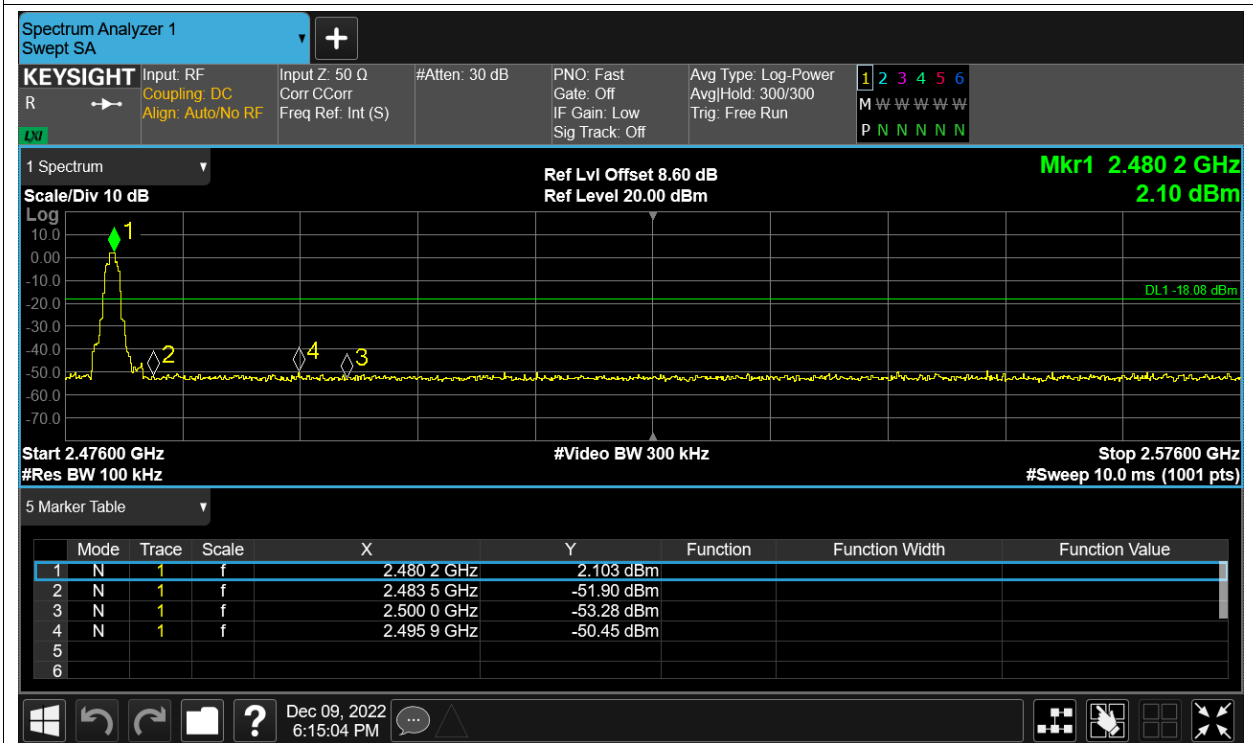 Spectrum Analyzer 1
Swept SA
KEYSIGHT Input: RF Input Z: 50 Ω #Atten: 30 dB PNO: Fast Avg Type: Log-Power 1 2 3 4 5 6
R Coupling: DC Corr CCorr Gate: Off Avg|Hold: 300/300 M W W W W W
Align: Auto/No RF Freq Ref: Int (S) IF Gain: Low Trig: Free Run
LXI Sig Track: Off P N N N N N
1 Spectrum Ref Lvl Offset 8.60 dB Mkr1 2.480 2 GHz
Scale/Div 10 dB Ref Level 20.00 dBm 2.10 dBm
Log
10.0 1
0.00
-10.0
DL1 -18.08 dBm
-20.0
-30.0
-40.0 2 4 3
-50.0
-60.0
-70.0
Start 2.47600 GHz #Video BW 300 kHz Stop 2.57600 GHz
#Res BW 100 kHz #Sweep 10.0 ms (1001 pts)
5 Marker Table
Mode Trace Scale X Y Function Function Width Function Value
1 N 1 f 2.480 2 GHz 2.103 dBm
2 N 1 f 2.483 5 GHz -51.90 dBm
3 N 1 f 2.500 0 GHz -53.28 dBm
4 N 1 f 2.495 9 GHz -50.45 dBm
5
6
? Dec 09, 2022
6:15:04 PM